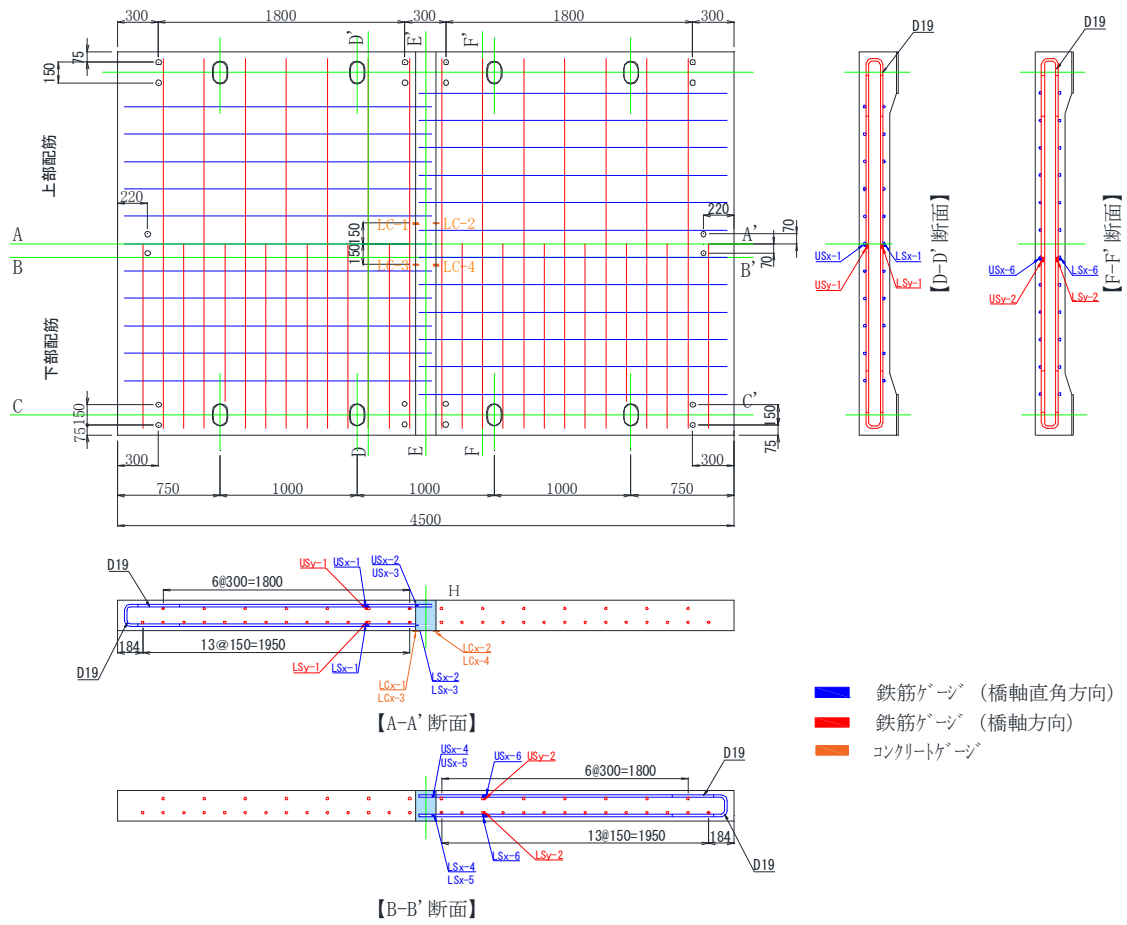 300
1800
300
1800
300
D'
E'
F'
75
150
上部配筋
220
220
LC-1
LC-2
150
150
LC-3
LC-4
A
A'
70
B
B'
70
下部配筋
C
C'
150
75
150
75
D
E
F
300
300
750
1000
1000
1000
750
4500
D19
USx-1
LSx-1
USy-1
LSy-1
【D-D'断面】
D19
USx-6
LSx-6
USy-2
LSy-2
【F-F'断面】
D19
6@300=1800
USy-1
USx-1
USx-2
USx-3
H
184
13@150=1950
D19
LSy-1
LSx-1
LSx-2
LSx-3
LCx-1
LCx-3
LCx-2
LCx-4
【A-A'断面】
USx-4
USx-5
USx-6
USy-2
6@300=1800
D19
13@150=1950
184
D19
LSx-4
LSx-5
LSx-6
LSy-2
【B-B'断面】
鉄筋ゲージ (橋軸直角方向)
鉄筋ゲージ (橋軸方向)
コンクリートゲージ